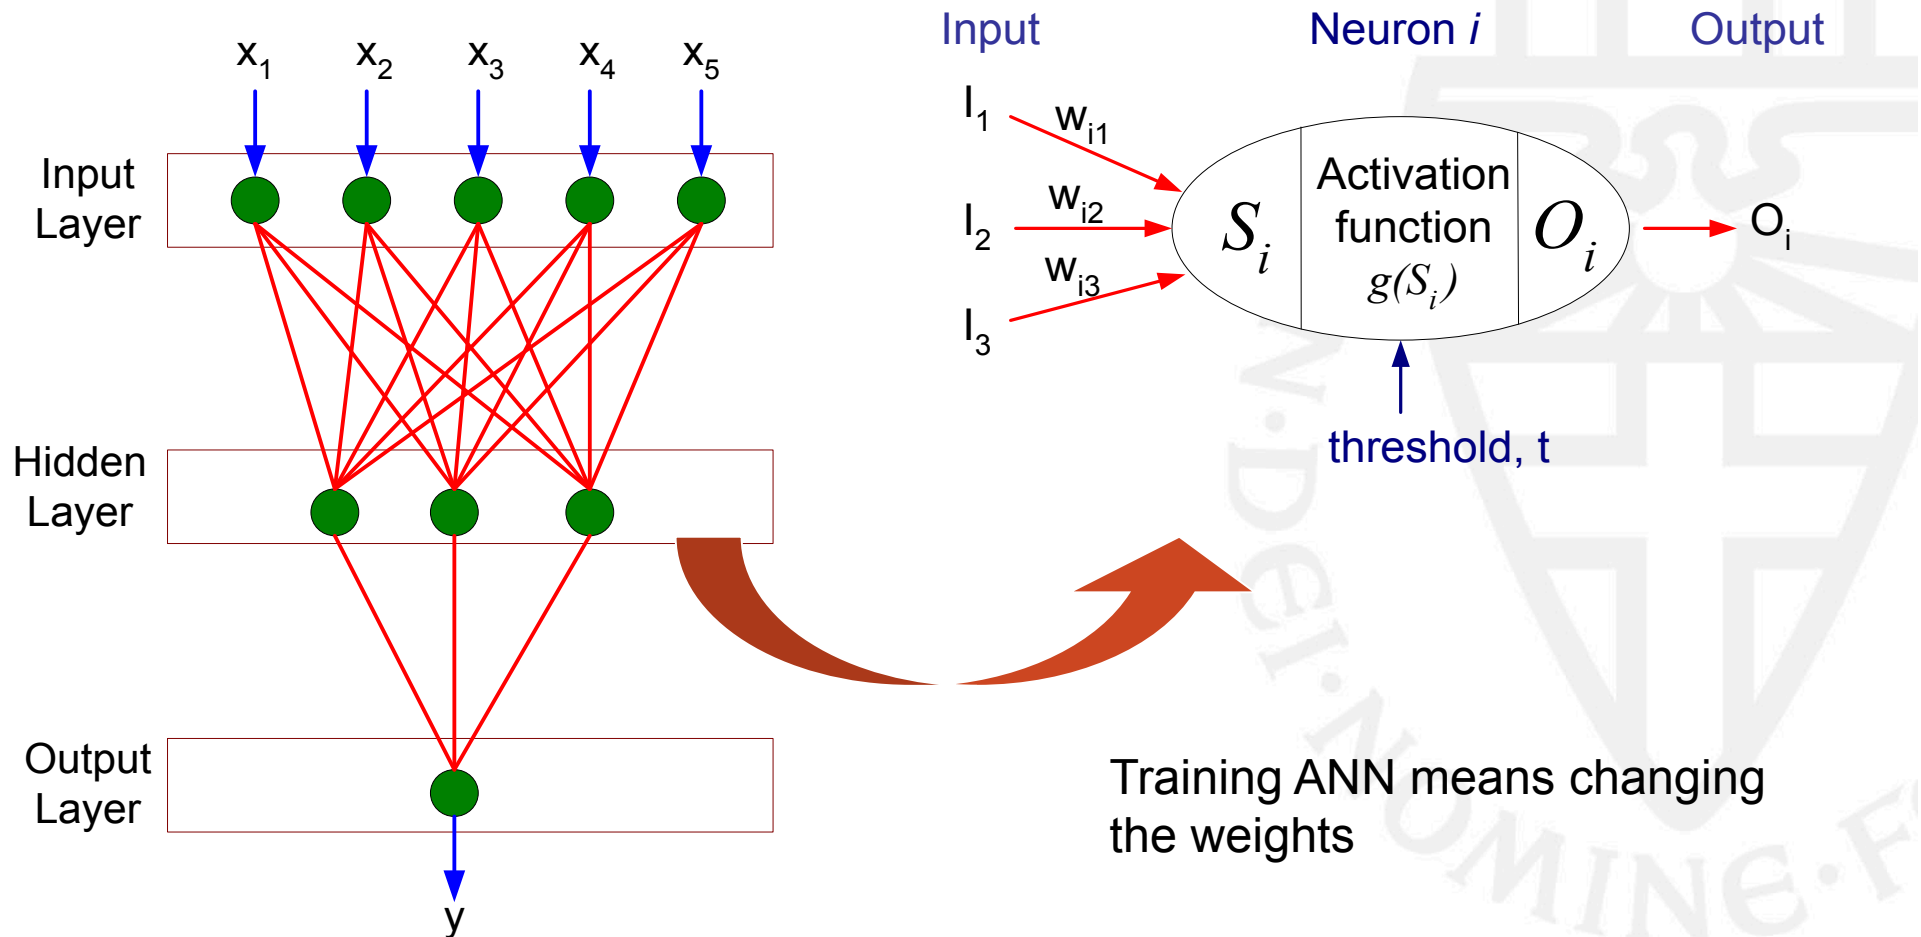 x1 x2 x3 x4 x5
Input
Layer
Hidden
Layer
Output
Layer
y
Input
Neuron i
Output
I1
wi1
I2
wi2
I3
wi3
Si
Activation
function
g(Si)
Oi
Oi
threshold, t
Training ANN means changing
the weights
N·DEI·NOMINE·F